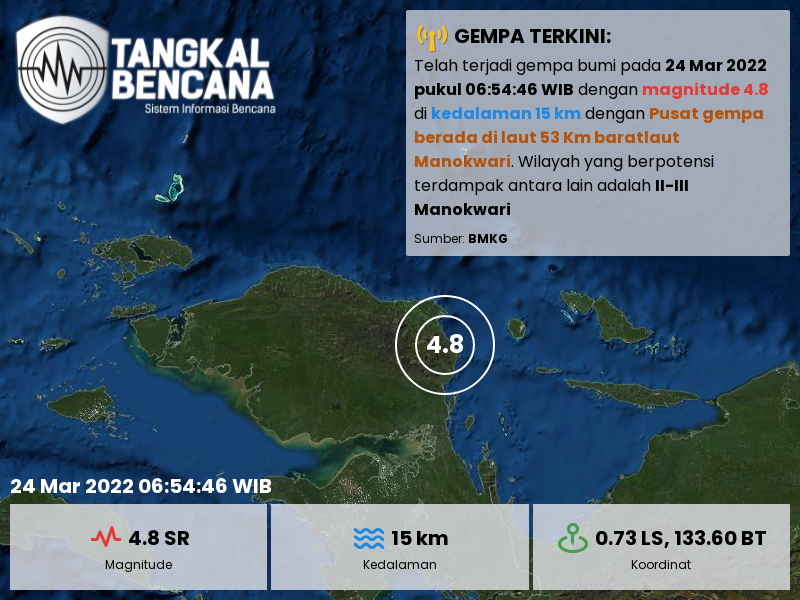 TANGKAL
BENCANA
Sistem Informasi Bencana
GEMPA TERKINI:
Telah terjadi gempa bumi pada 24 Mar 2022
pukul 06:54:46 WIB dengan magnitude 4.8
di kedalaman 15 km dengan Pusat gempa
berada di laut 53 Km baratlaut
Manokwari. Wilayah yang berpotensi
terdampak antara lain adalah II-III
Manokwari
Sumber: BMKG
4.8
24 Mar 2022 06:54:46 WIB
4.8 SR
Magnitude
15 km
Kedalaman
0.73 LS, 133.60 BT
Koordinat